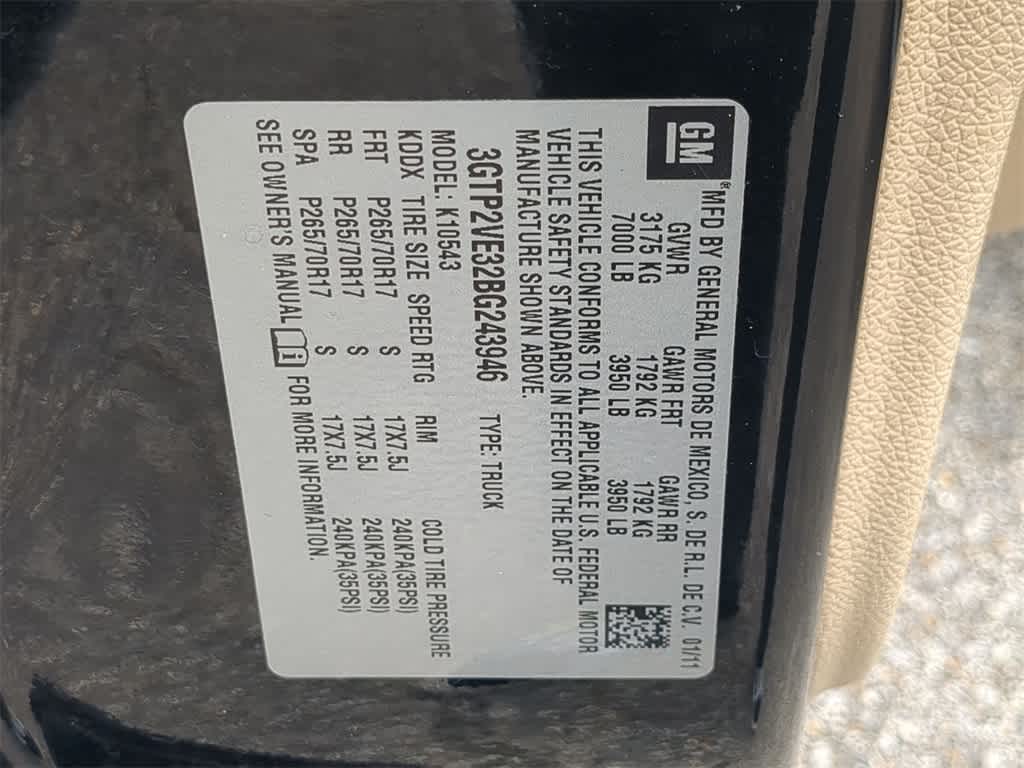 GM
® MFD BY GENERAL MOTORS DE MEXICO, S. DE R.L. DE C.V. 01/11
GVWR GAWR FRT GAWR RR
3175 KG 1792 KG 1792 KG
7000 LB 3950 LB 3950 LB
THIS VEHICLE CONFORMS TO ALL APPLICABLE U.S. FEDERAL MOTOR
VEHICLE SAFETY STANDARDS IN EFFECT ON THE DATE OF
MANUFACTURE SHOWN ABOVE.
3GTP2VE32BG243946 TYPE: TRUCK
MODEL: K10543
KDDX TIRE SIZE SPEED RTG RIM COLD TIRE PRESSURE
FRT P265/70R17 S 17X7.5J 240KPA(35PSI)
RR P265/70R17 S 17X7.5J 240KPA(35PSI)
SPA P265/70R17 S 17X7.5J 240KPA(35PSI)
SEE OWNER'S MANUAL FOR MORE INFORMATION.